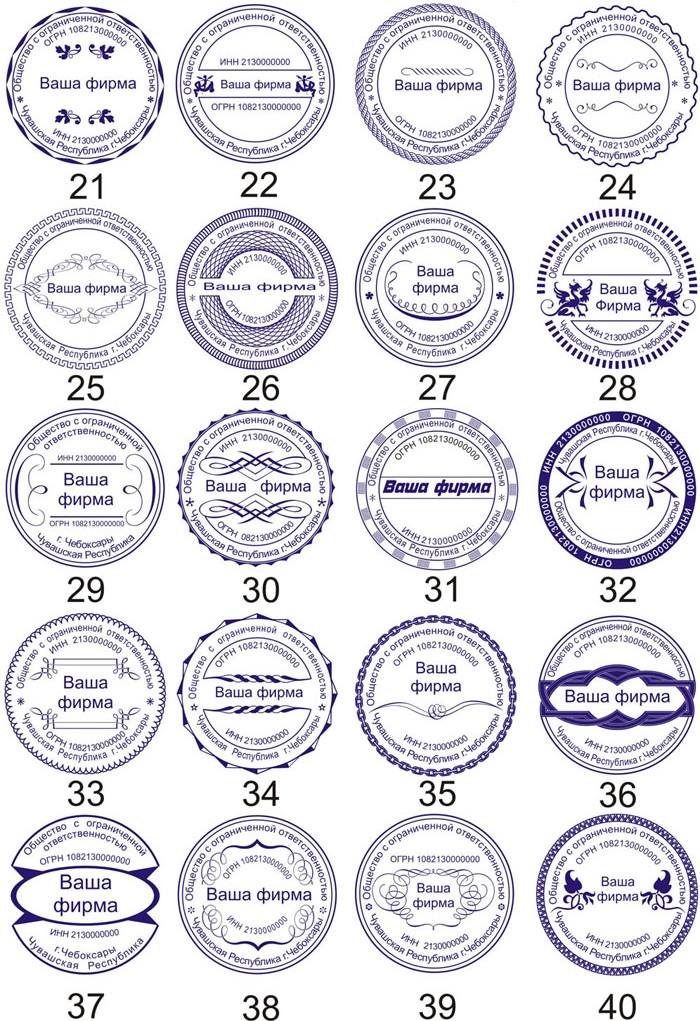 Общество с ограниченной ответственностью
ОГРН 1082130000000
Ваша фирма
ИНН 2130000000
Чувашская Республика г.Чебоксары
21
Общество с ограниченной ответственностью
ИНН 2130000000
Ваша фирма
ОГРН 1082130000000
Чувашская Республика г.Чебоксары
22
Общество с ограниченной ответственностью
ИНН 2130000000
Ваша фирма
ОГРН 1082130000000
Чувашская Республика г.Чебоксары
23
Общество с ограниченной ответственностью
ИНН 2130000000
Ваша фирма
ОГРН 1082130000000
Чувашская Республика г.Чебоксары
24
Общество с ограниченной ответственностью
Ваша фирма
Чувашская Республика г.Чебоксары
25
Общество с ограниченной ответственностью
ИНН 2130000000
Ваша фирма
ОГРН 1082130000000
Чувашская Республика г.Чебоксары
26
Общество с ограниченной ответственностью
ИНН 2130000000
Ваша
фирма
ОГРН 1082130000000
Чувашская Республика г.Чебоксары
27
Общество с ограниченной ответственностью
ОГРН 1082130000000
Ваша
Фирма
ИНН 2130000000
Чувашская Республика г.Чебоксары
28
Общество с ограниченной
ответственностью
ИНН 2130000000
Ваша
фирма
ОГРН 1082130000000
г. Чебоксары
Чувашская Республика
29
Общество с ограниченной ответственностью
ИНН 2130000000
Ваша фирма
ОГРН 082130000000
Чувашская Республика г.Чебоксары
30
Общество с ограниченной ответственностью
ОГРН 1082130000000
Ваша фирма
ИНН 2130000000
Чувашская Республика г.Чебоксары
31
ИНН 2130000000 ОГРН 1082130000000
Чувашская Республика г.Чебоксары
Ваша
фирма
Общество с ограниченной ответственностью
ОГРН 1082130000000 ИНН2130000000
32
Общество с ограниченной ответственностью
ИНН 2130000000
Ваша
фирма
ОГРН 1082130000000
Чувашская Республика г.Чебоксары
33
Общество с ограниченной ответственностью
ОГРН 1082130000000
Ваша фирма
ИНН 2130000000
Чувашская Республика г.Чебоксары
34
Общество с ограниченной ответственностью
ОГРН 1082130000000
Ваша
фирма
ИНН 2130000000
Чувашская Республика г.Чебоксары
35
Общество с ограниченной ответственностью
ОГРН 1082130000000
Ваша фирма
ИНН 2130000000
Чувашская Республика г.Чебоксары
36
Общество с ограниченной
ответственностью
ОГРН 1082130000000
Ваша
фирма
ИНН 2130000000
г.Чебоксары
Чувашская Республика
37
Общество с ограниченной ответственностью
ОГРН 1082130000000
Ваша фирма
ИНН 2130000000
Чувашская Республика г.Чебоксары
38
Общество с ограниченной ответственностью
ОГРН 1082130000000
Ваша
фирма
ИНН 2130000000
Чувашская Республика г.Чебоксары
39
Общество с ограниченной ответственностью
ОГРН 1082130000000
Ваша
фирма
ИНН 2130000000
Чувашская Республика г.Чебоксары
40